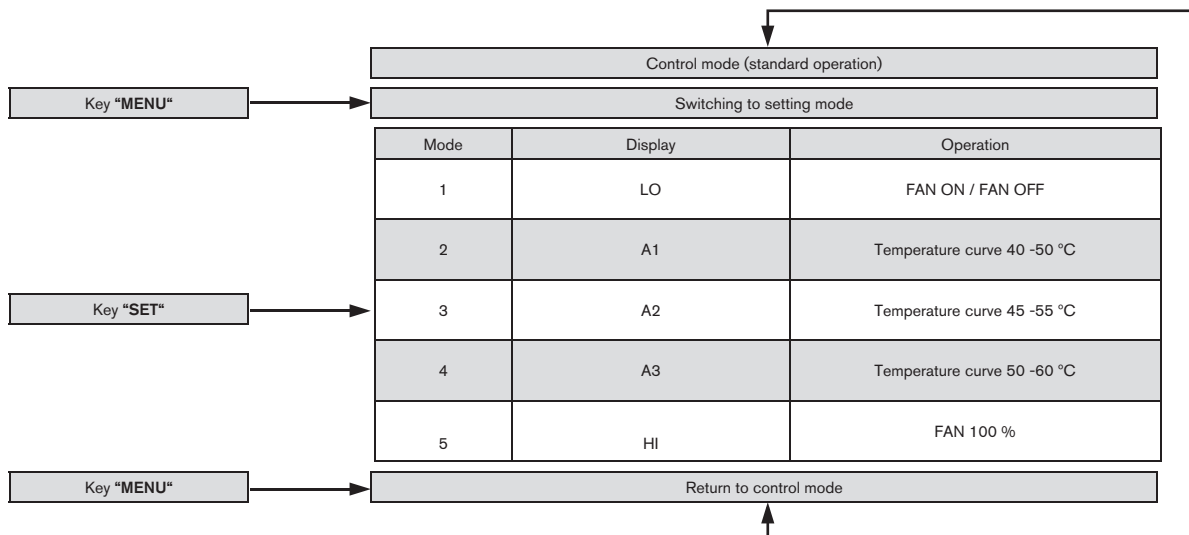 Control mode (standard operation)
Key “MENU“ Switching to setting mode
Mode Display Operation
1 LO FAN ON / FAN OFF
2 A1 Temperature curve 40 -50 °C
Key “SET“ 3 A2 Temperature curve 45 -55 °C
4 A3 Temperature curve 50 -60 °C
5 HI FAN 100 %
Key “MENU“ Return to control mode